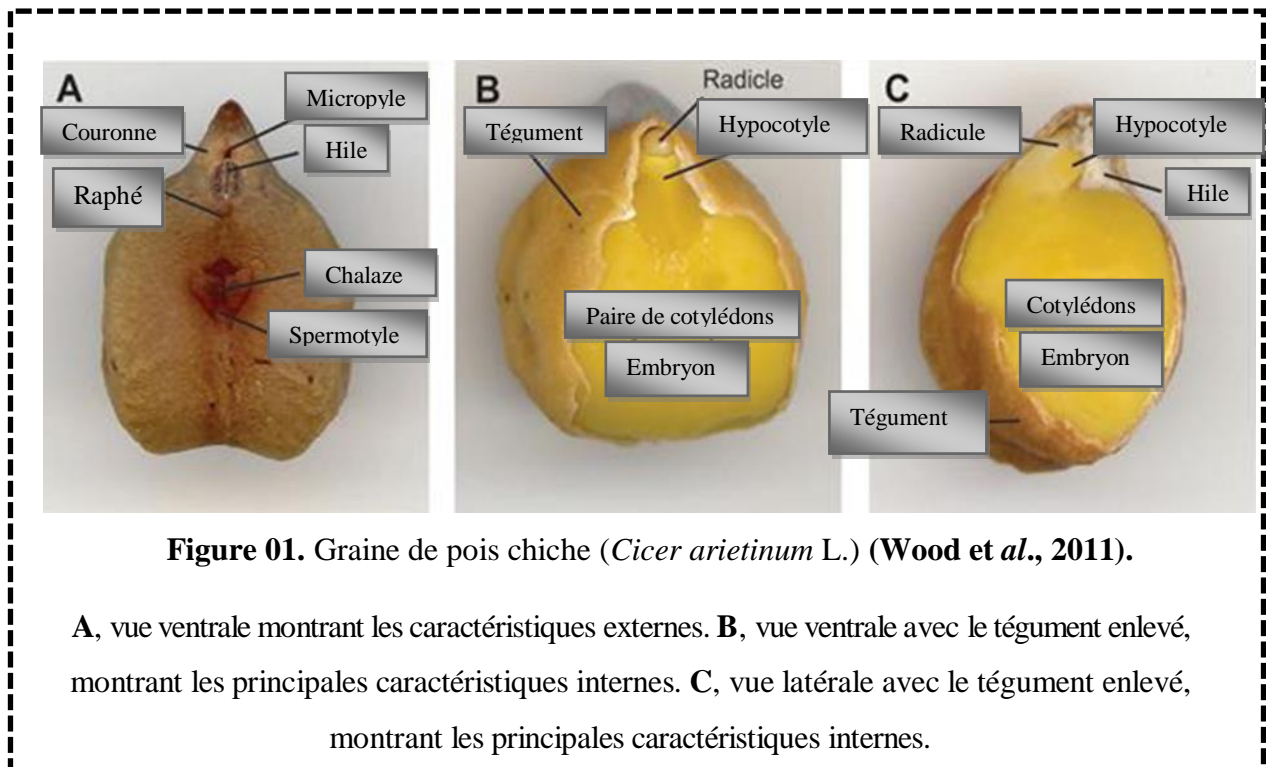 A
Micropyle
Couronne
Hile
Raphé
Chalaze
Spermotyle
B
Radicle
Tégument
Hypocotyle
Paire de cotylédons
Embryon
C
Radicule
Hypocotyle
Hile
Cotylédons
Embryon
Tégument
Figure 01. Graine de pois chiche (Cicer arietinum L.) (Wood et al., 2011).
A, vue ventrale montrant les caractéristiques externes. B, vue ventrale avec le tégument enlevé,
montrant les principales caractéristiques internes. C, vue latérale avec le tégument enlevé,
montrant les principales caractéristiques internes.